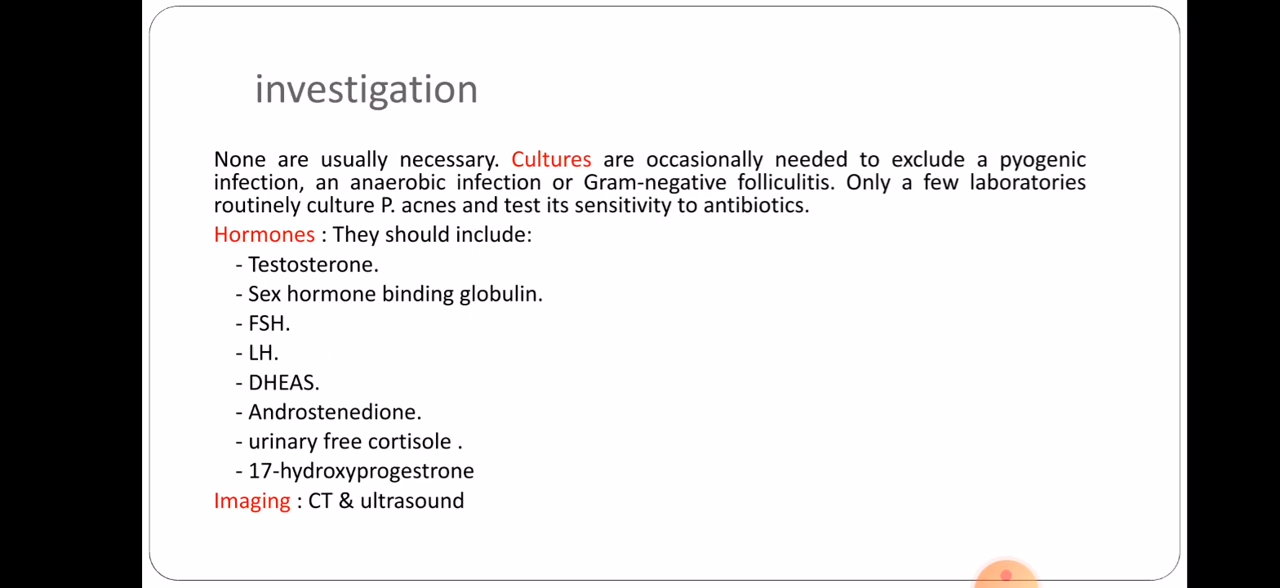 investigation
None are usually necessary. Cultures are occasionally needed to exclude a pyogenic
infection, an anaerobic infection or Gram-negative folliculitis. Only a few laboratories
routinely culture P. acnes and test its sensitivity to antibiotics.
Hormones : They should include:
- Testosterone.
- Sex hormone binding globulin.
- FSH.
- LH.
- DHEAS.
- Androstenedione.
- urinary free cortisole .
- 17-hydroxyprogestrone
Imaging : CT & ultrasound